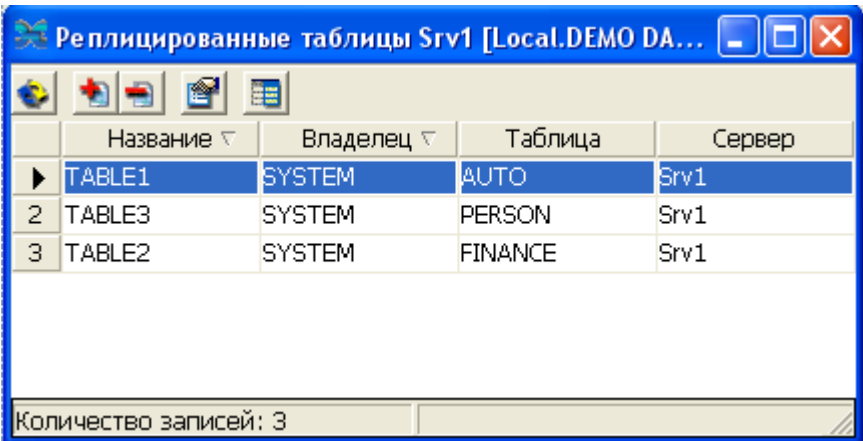 Реплицированные таблицы Srv1 [Local.DEMO DA...
Название Владелец Таблица Сервер
TABLE1 SYSTEM AUTO Srv1
2 TABLE3 SYSTEM PERSON Srv1
3 TABLE2 SYSTEM FINANCE Srv1
Количество записей: 3